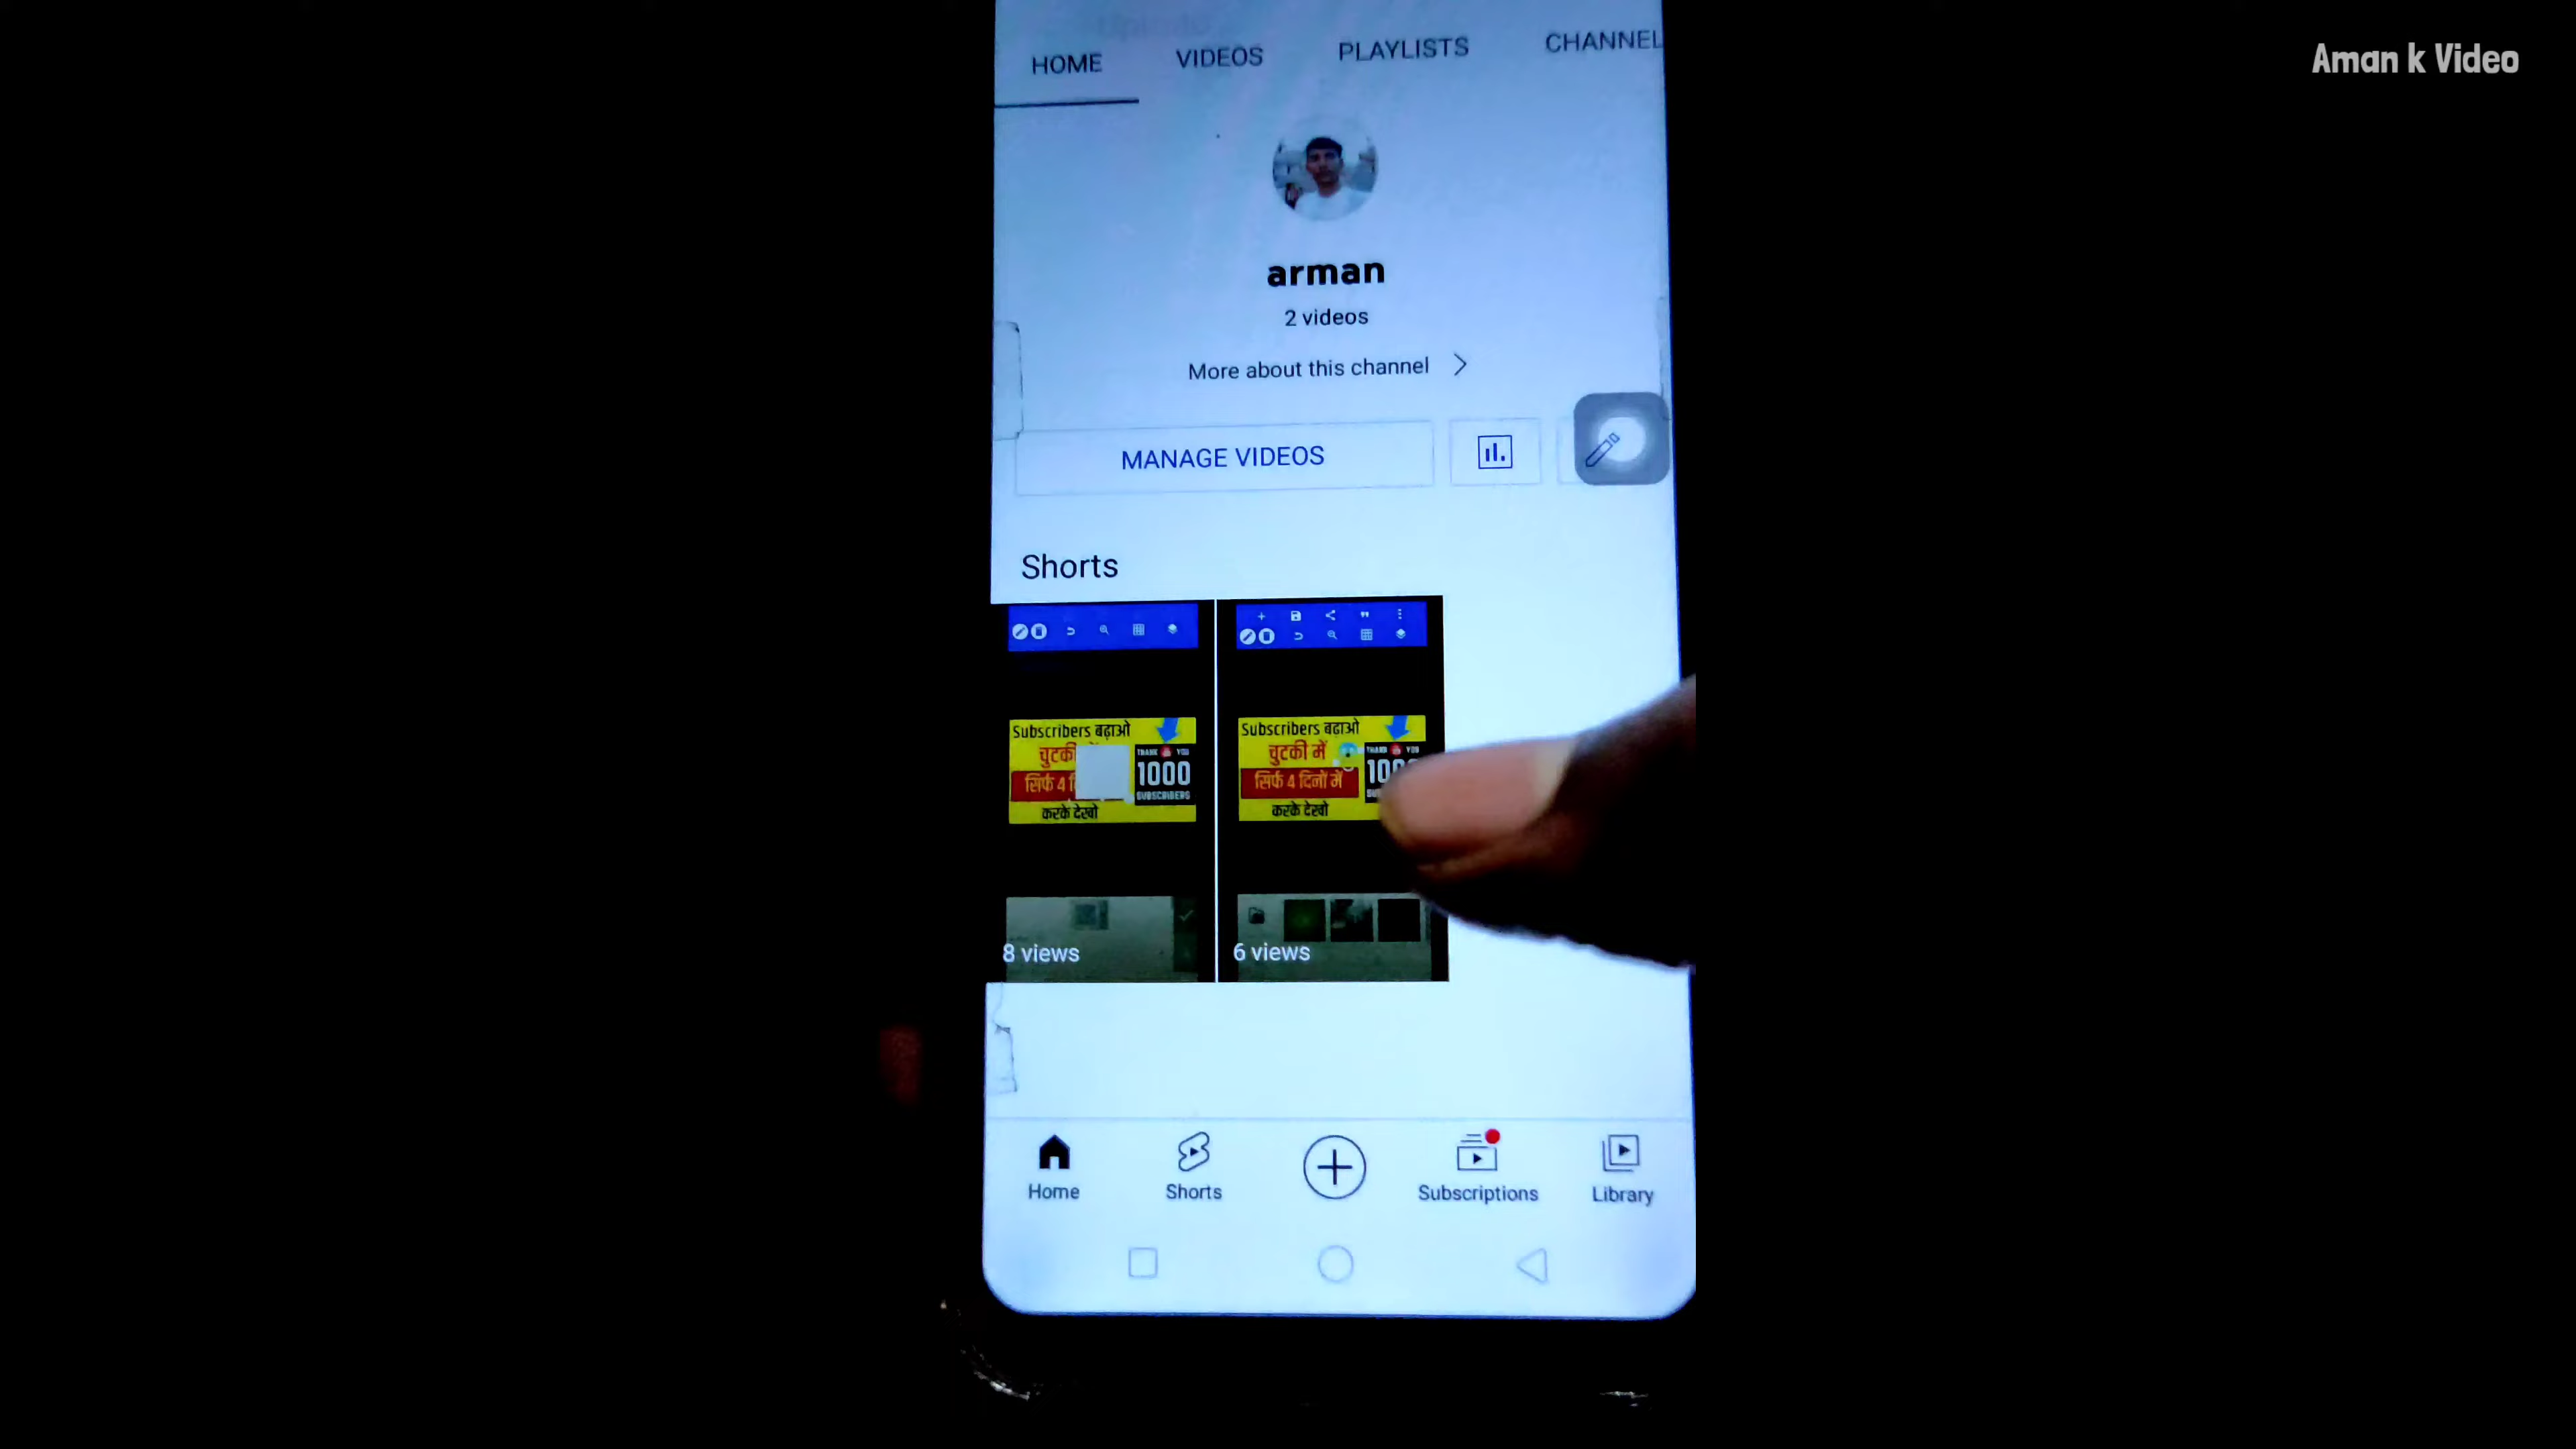 Aman k Video
HOME VIDEOS PLAYLISTS CHANNEL
arman
2 videos
More about this channel
MANAGE VIDEOS
Shorts
Subscribers बढ़ाओ
चुटकी
सिर्फ 4
THANK YOU
1000
SUBSCRIBERS
करके देखो
8 views
Subscribers बढ़ाओ
चुटकी में
सिर्फ 4 दिनों में
THANK YOU
करके देखो
6 views
Home Shorts Subscriptions Library